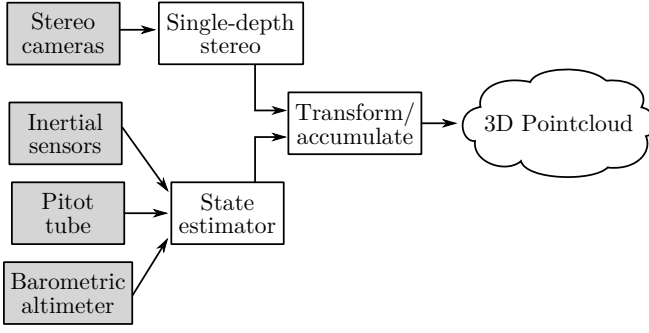 Stereo
cameras
Single-depth
stereo
Transform/
accumulate
3D Pointcloud
Inertial
sensors
Pitot
tube
State
estimator
Barometric
altimeter